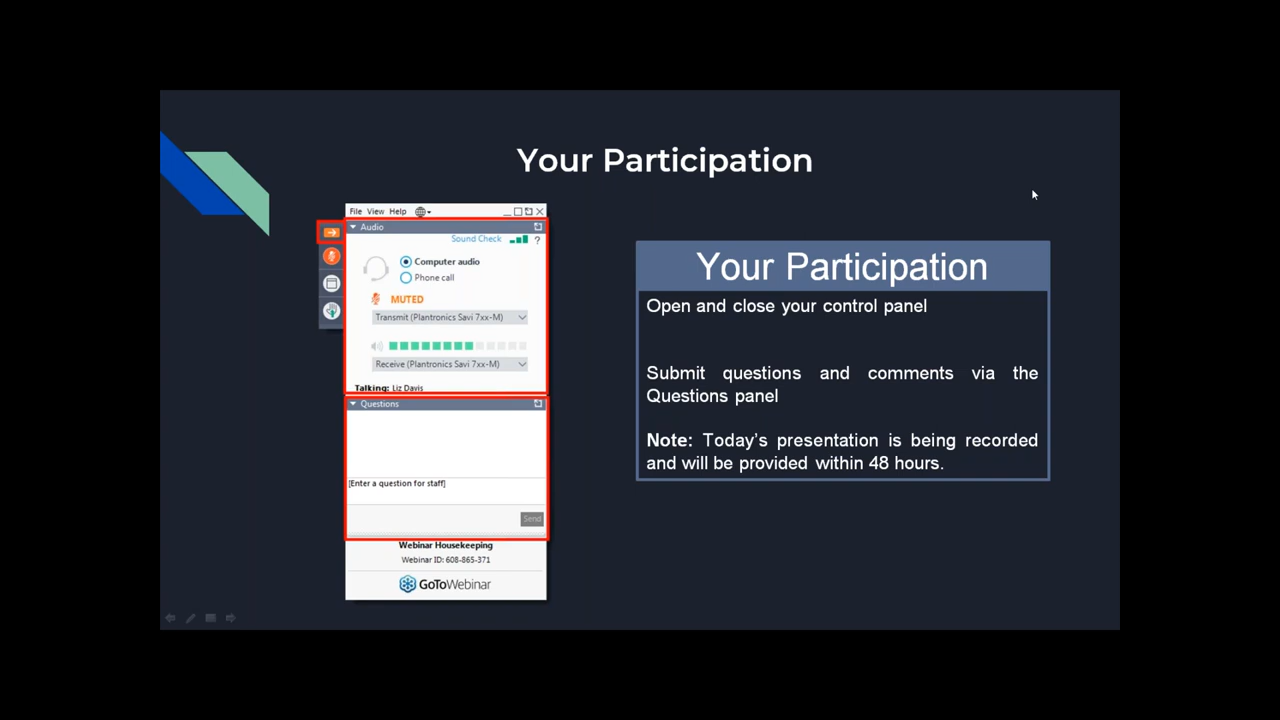 Your Participation
File View Help
Audio
Sound Check ?
Computer audio
Phone call
MUTED
Transmit (Plantronics Savi 7xx-M)
Receive (Plantronics Savi 7xx-M)
Talking: Liz Davis
Questions
[Enter a question for staff]
Send
Webinar Housekeeping
Webinar ID: 608-865-371
GoToWebinar
Your Participation
Open and close your control panel
Submit questions and comments via the
Questions panel
Note: Today's presentation is being recorded
and will be provided within 48 hours.